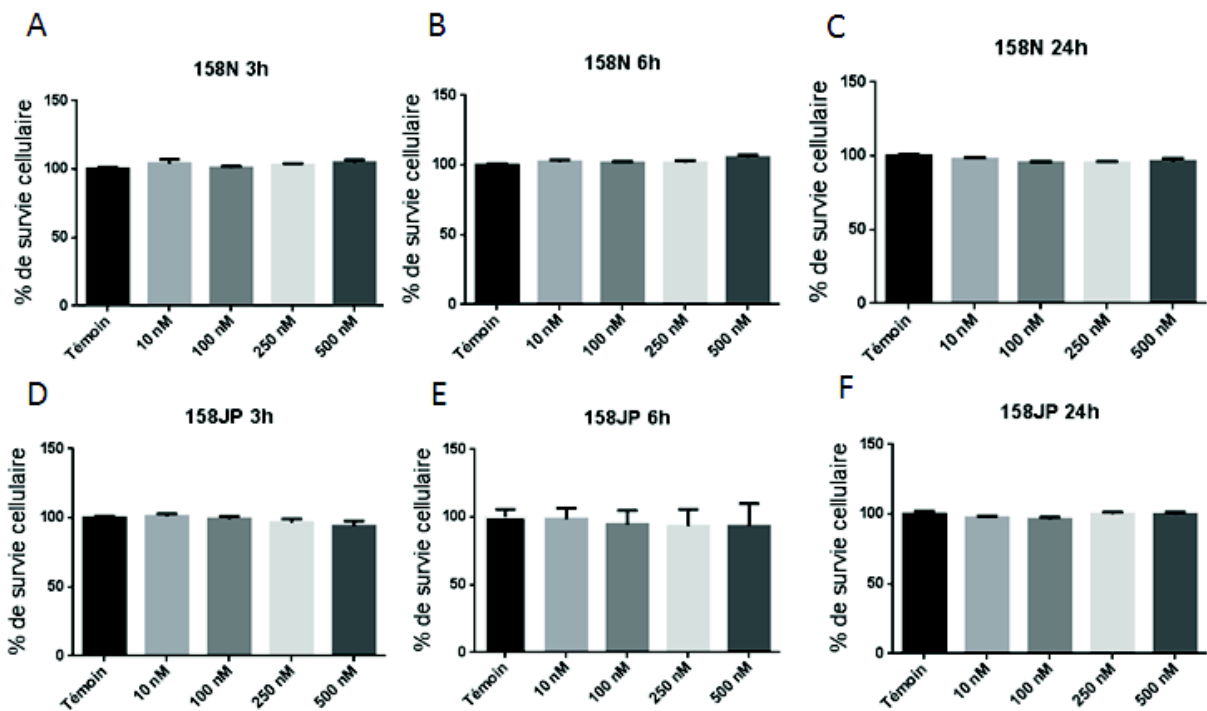 A
158N 3h
% de survie cellulaire
150
100
50
0
Témoin
10 nM
100 nM
250 nM
500 nM
B
158N 6h
% de survie cellulaire
150
100
50
0
Témoin
10 nM
100 nM
250 nM
500 nM
C
158N 24h
% de survie cellulaire
150
100
50
0
Témoin
10 nM
100 nM
250 nM
500 nM
D
158JP 3h
% de survie cellulaire
150
100
50
0
Témoin
10 nM
100 nM
250 nM
500 nM
E
158JP 6h
% de survie cellulaire
150
100
50
0
Témoin
10 nM
100 nM
250 nM
500 nM
F
158JP 24h
% de survie cellulaire
150
100
50
0
Témoin
10 nM
100 nM
250 nM
500 nM